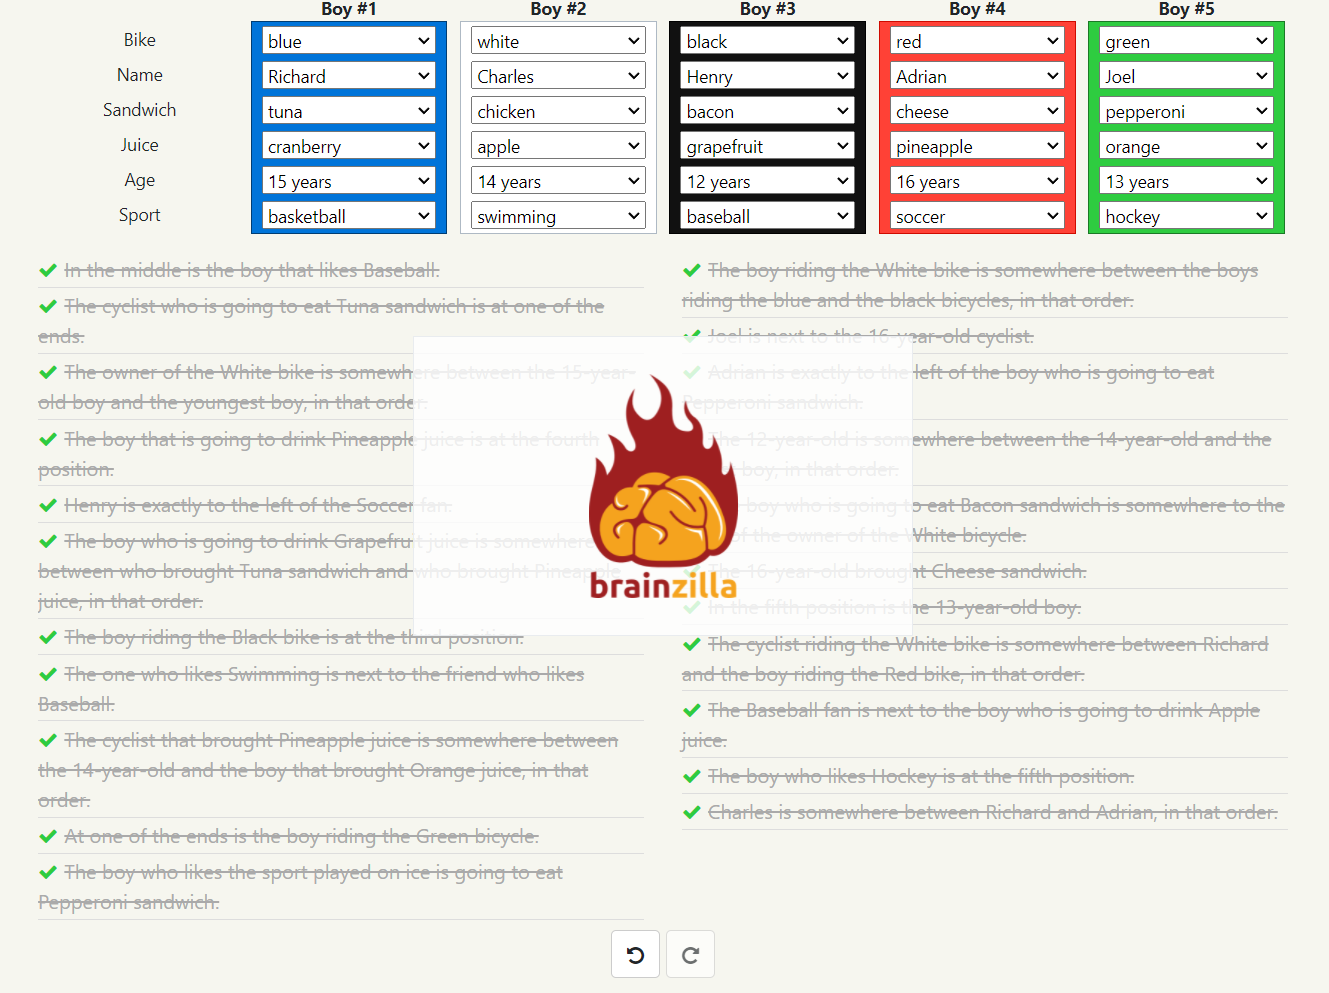 Boy #1 Boy #2 Boy #3 Boy #4 Boy #5
Bike blue white black red green
Name Richard Charles Henry Adrian Joel
Sandwich tuna chicken bacon cheese pepperoni
Juice cranberry apple grapefruit pineapple orange
Age 15 years 14 years 12 years 16 years 13 years
Sport basketball swimming baseball soccer hockey
In the middle is the boy that likes Baseball.
The cyclist who is going to eat Tuna sandwich is at one of the
ends.
The owner of the White bike is somewhere between the 15-year-
old boy and the youngest boy, in that order.
The boy that is going to drink Pineapple juice is at the fourth
position.
Henry is exactly to the left of the Soccer fan.
The boy who is going to drink Grapefruit juice is somewhere
between who brought Tuna sandwich and who brought Pineapple
juice, in that order.
The boy riding the Black bike is at the third position.
The one who likes Swimming is next to the friend who likes
Baseball.
The cyclist that brought Pineapple juice is somewhere between
the 14-year-old and the boy that brought Orange juice, in that
order.
At one of the ends is the boy riding the Green bicycle.
The boy who likes the sport played on ice is going to eat
Pepperoni sandwich.
The boy riding the White bike is somewhere between the boys
riding the blue and the black bicycles, in that order.
Joel is next to the 16-year-old cyclist.
Adrian is exactly to the left of the boy who is going to eat
Pepperoni sandwich.
The 12-year-old is somewhere between the 14-year-old and the
boy, in that order.
boy who is going to eat Bacon sandwich is somewhere to the
of the owner of the White bicycle.
The 16-year-old brought Cheese sandwich.
In the fifth position is the 13-year-old boy.
The cyclist riding the White bike is somewhere between Richard
and the boy riding the Red bike, in that order.
The Baseball fan is next to the boy who is going to drink Apple
juice.
The boy who likes Hockey is at the fifth position.
Charles is somewhere between Richard and Adrian, in that order.
brainzilla